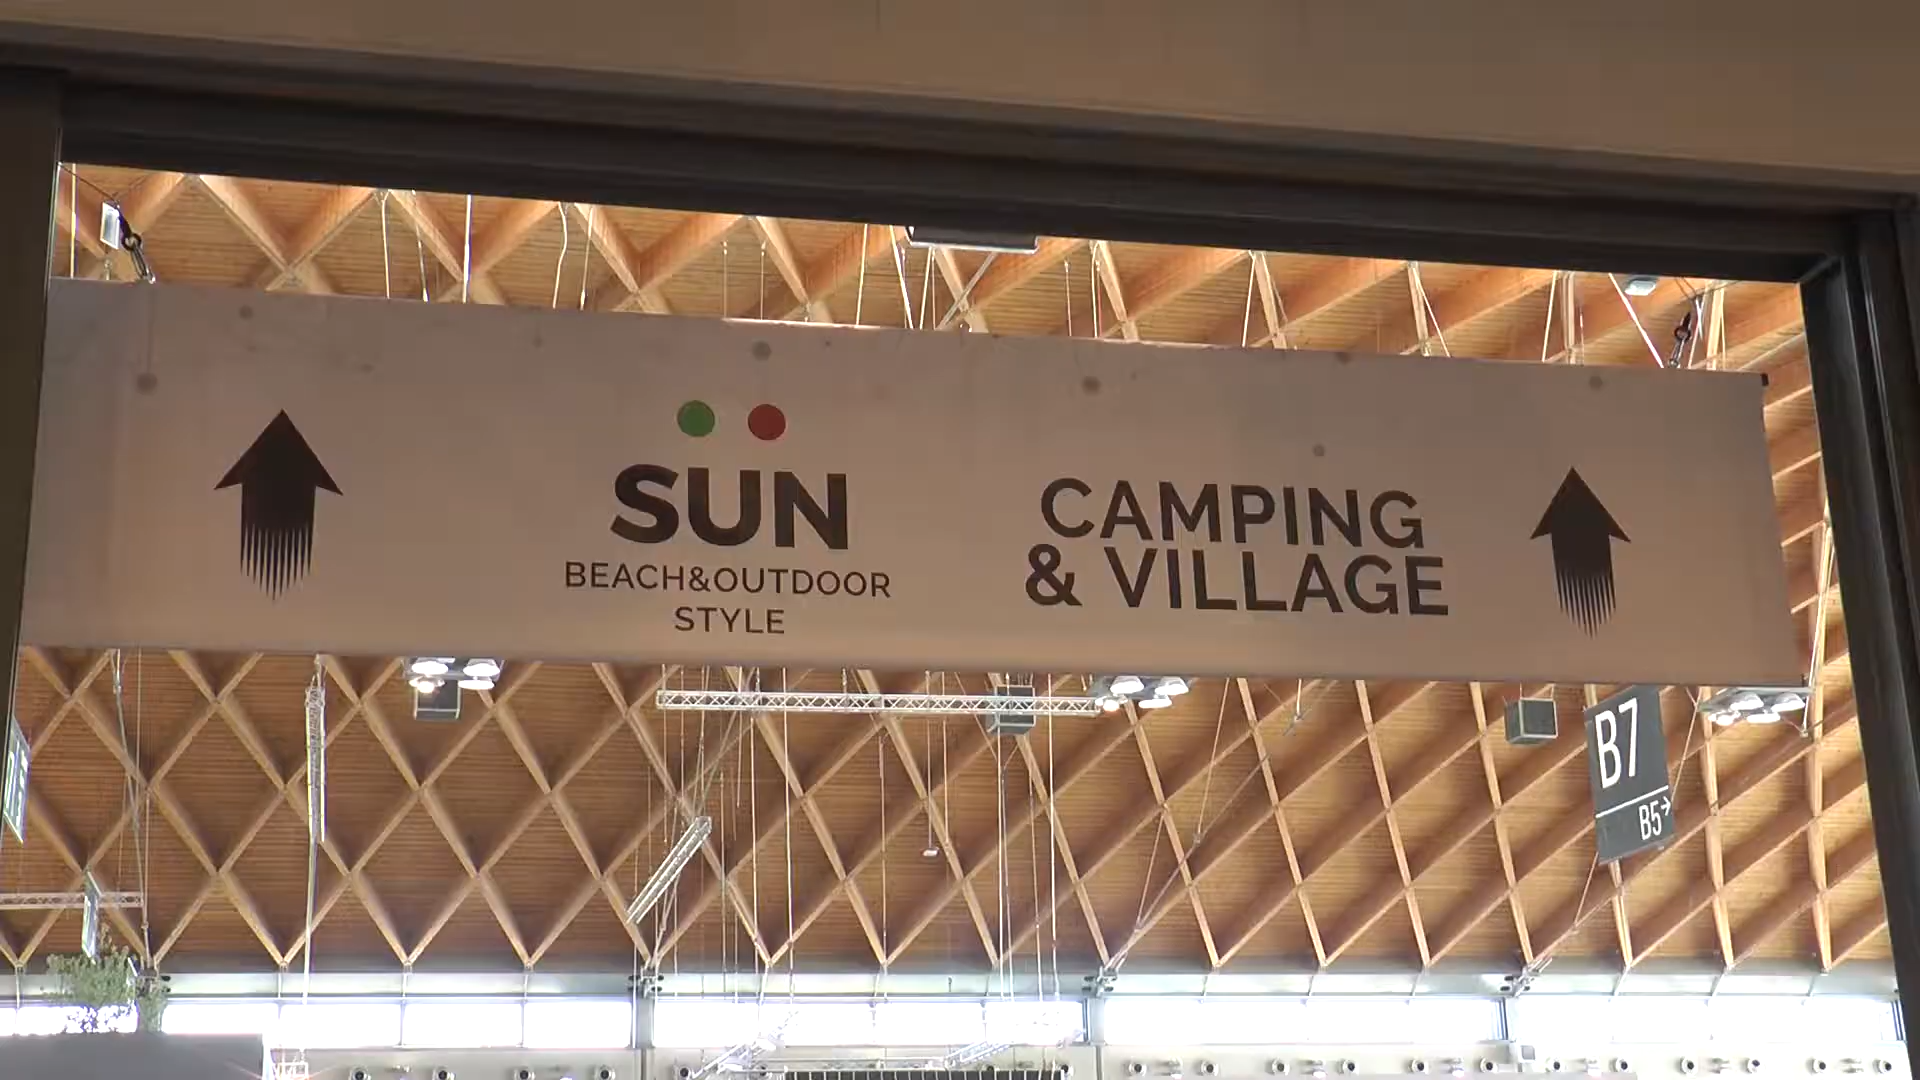 SUN
BEACH&OUTDOOR
STYLE
CAMPING
& VILLAGE
B7
B5→